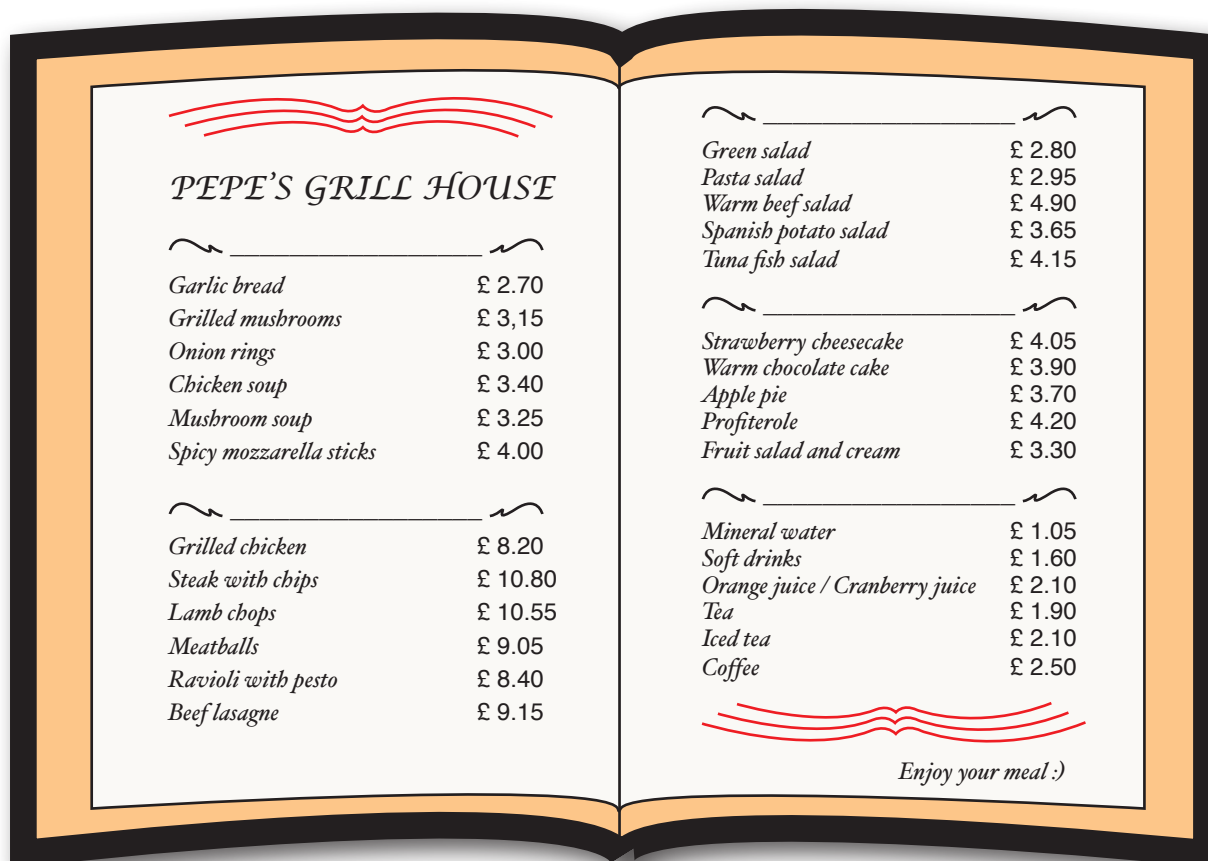 PEPE'S GRILL HOUSE
Garlic bread £ 2.70
Grilled mushrooms £ 3,15
Onion rings £ 3.00
Chicken soup £ 3.40
Mushroom soup £ 3.25
Spicy mozzarella sticks £ 4.00
Grilled chicken £ 8.20
Steak with chips £ 10.80
Lamb chops £ 10.55
Meatballs £ 9.05
Ravioli with pesto £ 8.40
Beef lasagne £ 9.15
Green salad £ 2.80
Pasta salad £ 2.95
Warm beef salad £ 4.90
Spanish potato salad £ 3.65
Tuna fish salad £ 4.15
Strawberry cheesecake £ 4.05
Warm chocolate cake £ 3.90
Apple pie £ 3.70
Profiterole £ 4.20
Fruit salad and cream £ 3.30
Mineral water £ 1.05
Soft drinks £ 1.60
Orange juice / Cranberry juice £ 2.10
Tea £ 1.90
Iced tea £ 2.10
Coffee £ 2.50
Enjoy your meal :)